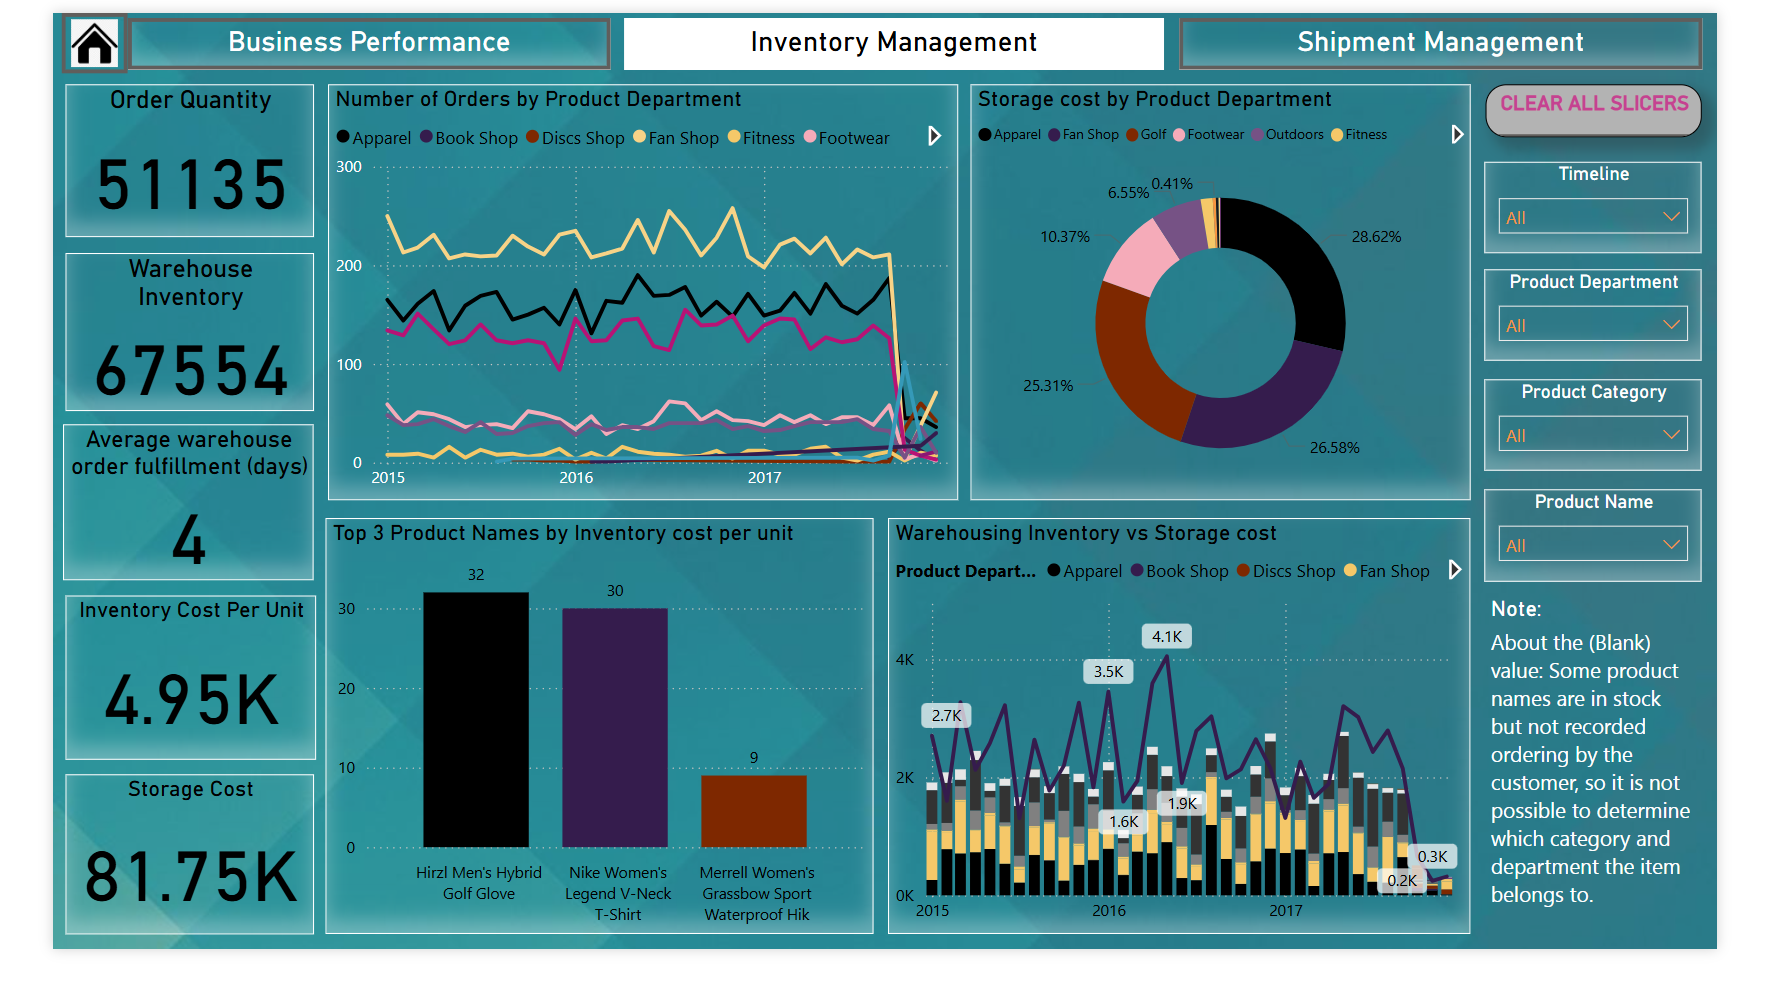 Business Performance
Inventory Management
Shipment Management
Order Quantity
51135
Warehouse
Inventory
67554
Average warehouse
order fulfillment (days)
4
Inventory Cost Per Unit
4.95K
Storage Cost
81.75K
Number of Orders by Product Department
Apparel Book Shop Discs Shop Fan Shop Fitness Footwear
300
200
100
0
2015 2016 2017
Storage cost by Product Department
Apparel Fan Shop Golf Footwear Outdoors Fitness
0.41%
6.55%
10.37%
28.62%
25.31%
26.58%
Top 3 Product Names by Inventory cost per unit
32
30
9
30
20
10
0
Hirzl Men's Hybrid
Golf Glove
Nike Women's
Legend V-Neck
T-Shirt
Merrell Women's
Grassbow Sport
Waterproof Hik
Warehousing Inventory vs Storage cost
Product Depart... Apparel Book Shop Discs Shop Fan Shop
4.1K
4K
3.5K
2.7K
2K
1.9K
1.6K
0.3K
0.2K
0K
2015 2016 2017
CLEAR ALL SLICERS
Timeline
All
Product Department
All
Product Category
All
Product Name
All
Note:
About the (Blank)
value: Some product
names are in stock
but not recorded
ordering by the
customer, so it is not
possible to determine
which category and
department the item
belongs to.